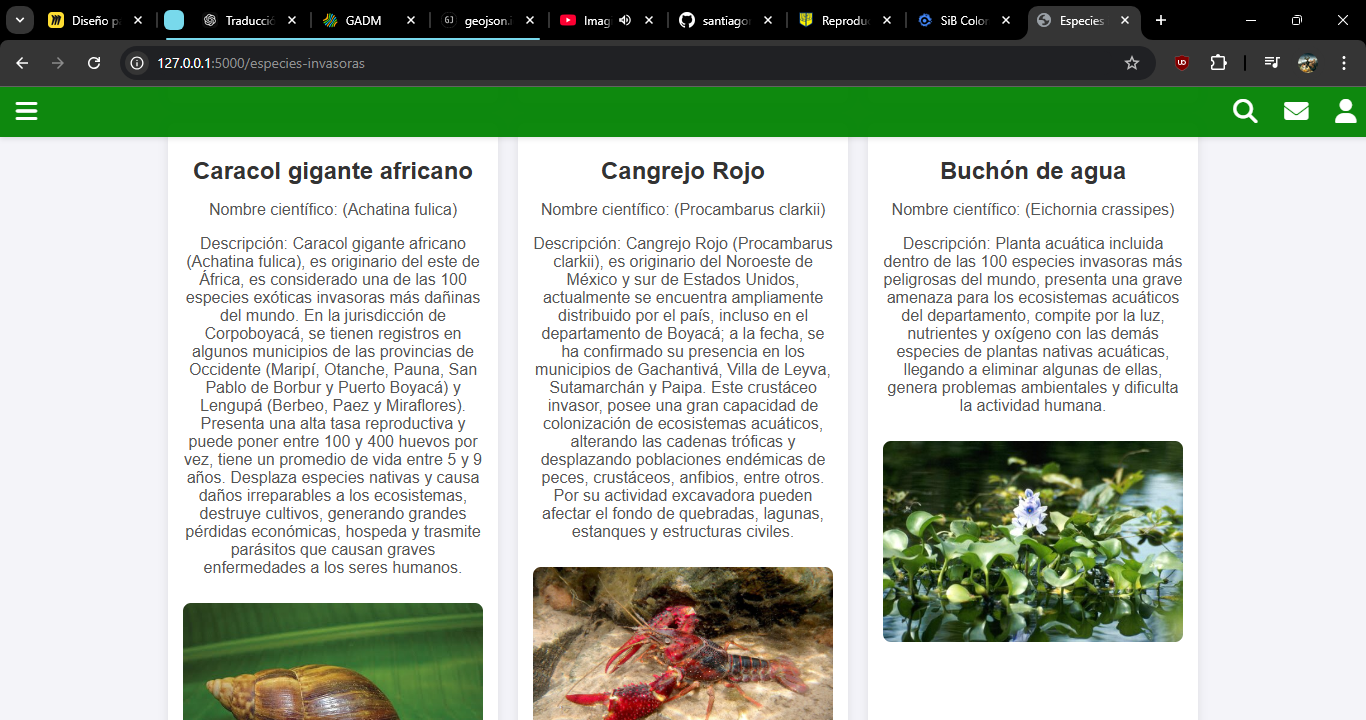 Diseño p
Traducció
GADM
geojson.i
Imag
santiago
Reprodu
SiB Color
Especies
127.0.0.1:5000/especies-invasoras
Caracol gigante africano
Nombre científico: (Achatina fulica)
Descripción: Caracol gigante africano
(Achatina fulica), es originario del este de
África, es considerado una de las 100
especies exóticas invasoras más dañinas
del mundo. En la jurisdicción de
Corpoboyacá, se tienen registros en
algunos municipios de las provincias de
Occidente (Maripí, Otanche, Pauna, San
Pablo de Borbur y Puerto Boyacá) y
Lengupá (Berbeo, Paez y Miraflores).
Presenta una alta tasa reproductiva y
puede poner entre 100 y 400 huevos por
vez, tiene un promedio de vida entre 5 y 9
años. Desplaza especies nativas y causa
daños irreparables a los ecosistemas,
destruye cultivos, generando grandes
pérdidas económicas, hospeda y trasmite
parásitos que causan graves
enfermedades a los seres humanos.
Cangrejo Rojo
Nombre científico: (Procambarus clarkii)
Descripción: Cangrejo Rojo (Procambarus
clarkii), es originario del Noroeste de
México y sur de Estados Unidos,
actualmente se encuentra ampliamente
distribuido por el país, incluso en el
departamento de Boyacá; a la fecha, se
ha confirmado su presencia en los
municipios de Gachantivá, Villa de Leyva,
Sutamarchán y Paipa. Este crustáceo
invasor, posee una gran capacidad de
colonización de ecosistemas acuáticos,
alterando las cadenas tróficas y
desplazando poblaciones endémicas de
peces, crustáceos, anfibios, entre otros.
Por su actividad excavadora pueden
afectar el fondo de quebradas, lagunas,
estanques y estructuras civiles.
Buchón de agua
Nombre científico: (Eichornia crassipes)
Descripción: Planta acuática incluida
dentro de las 100 especies invasoras más
peligrosas del mundo, presenta una grave
amenaza para los ecosistemas acuáticos
del departamento, compite por la luz,
nutrientes y oxígeno con las demás
especies de plantas nativas acuáticas,
llegando a eliminar algunas de ellas,
genera problemas ambientales y dificulta
la actividad humana.